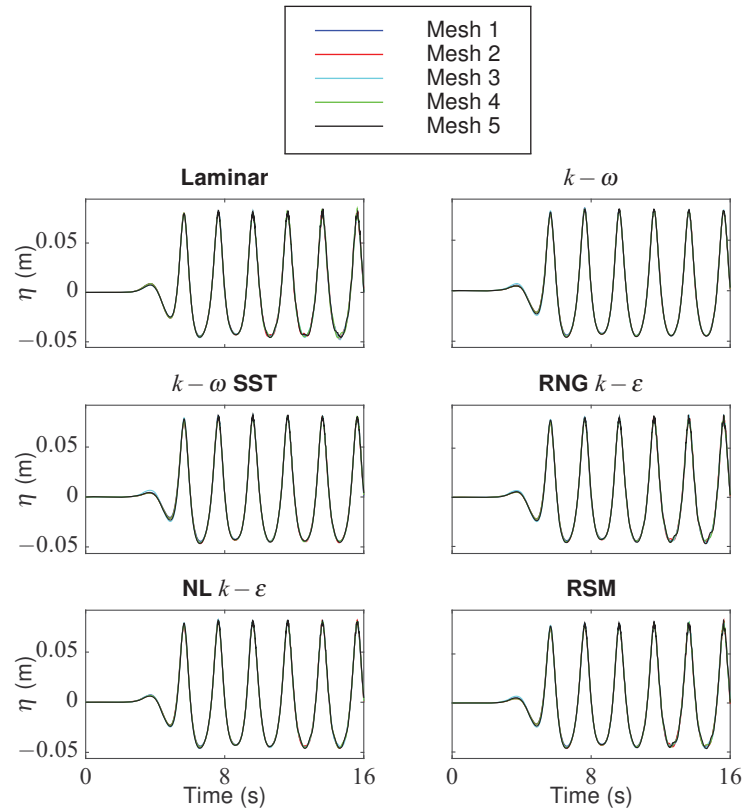 Mesh 1
Mesh 2
Mesh 3
Mesh 4
Mesh 5
Laminar
k − ω
0.05
0
−0.05
η (m)
k − ω SST
RNG k − ε
0.05
0
−0.05
η (m)
NL k − ε
RSM
0.05
0
−0.05
η (m)
0 8 16
0 8 16
Time (s)
Time (s)